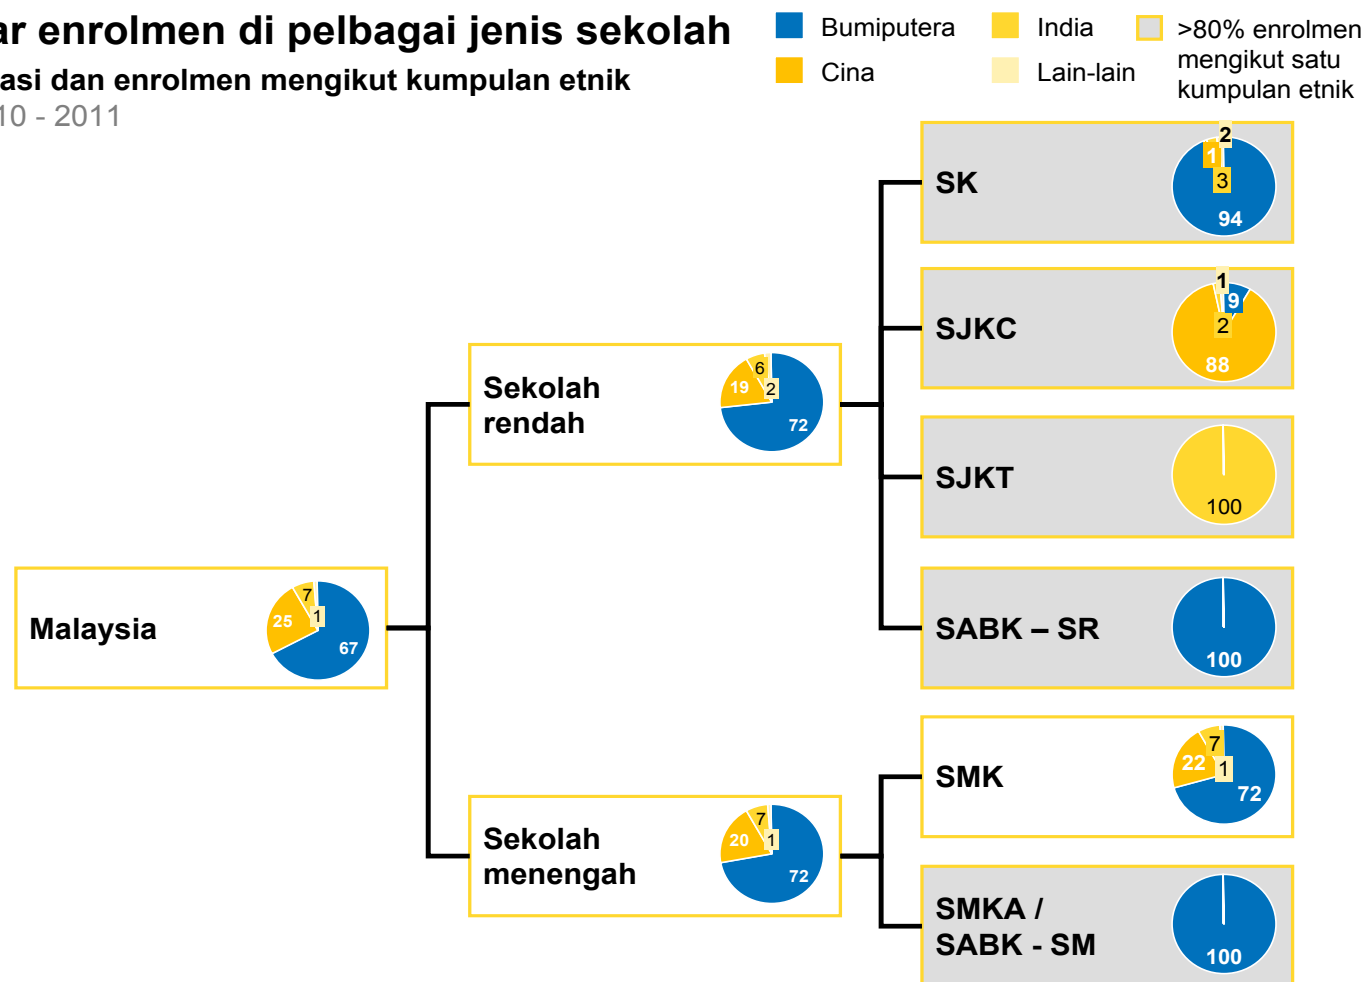 ar enrolmen di pelbagai jenis sekolah
asi dan enrolmen mengikut kumpulan etnik
10 - 2011
Bumiputera
India
>80% enrolmen
mengikut satu
kumpulan etnik
Cina
Lain-lain
SK
2
1
3
94
SJKC
1
9
2
88
Sekolah
rendah
6
19
2
72
SJKT
100
Malaysia
7
25
1
67
SABK – SR
100
SMK
7
22
1
72
Sekolah
menengah
7
20
1
72
SMKA /
SABK - SM
100